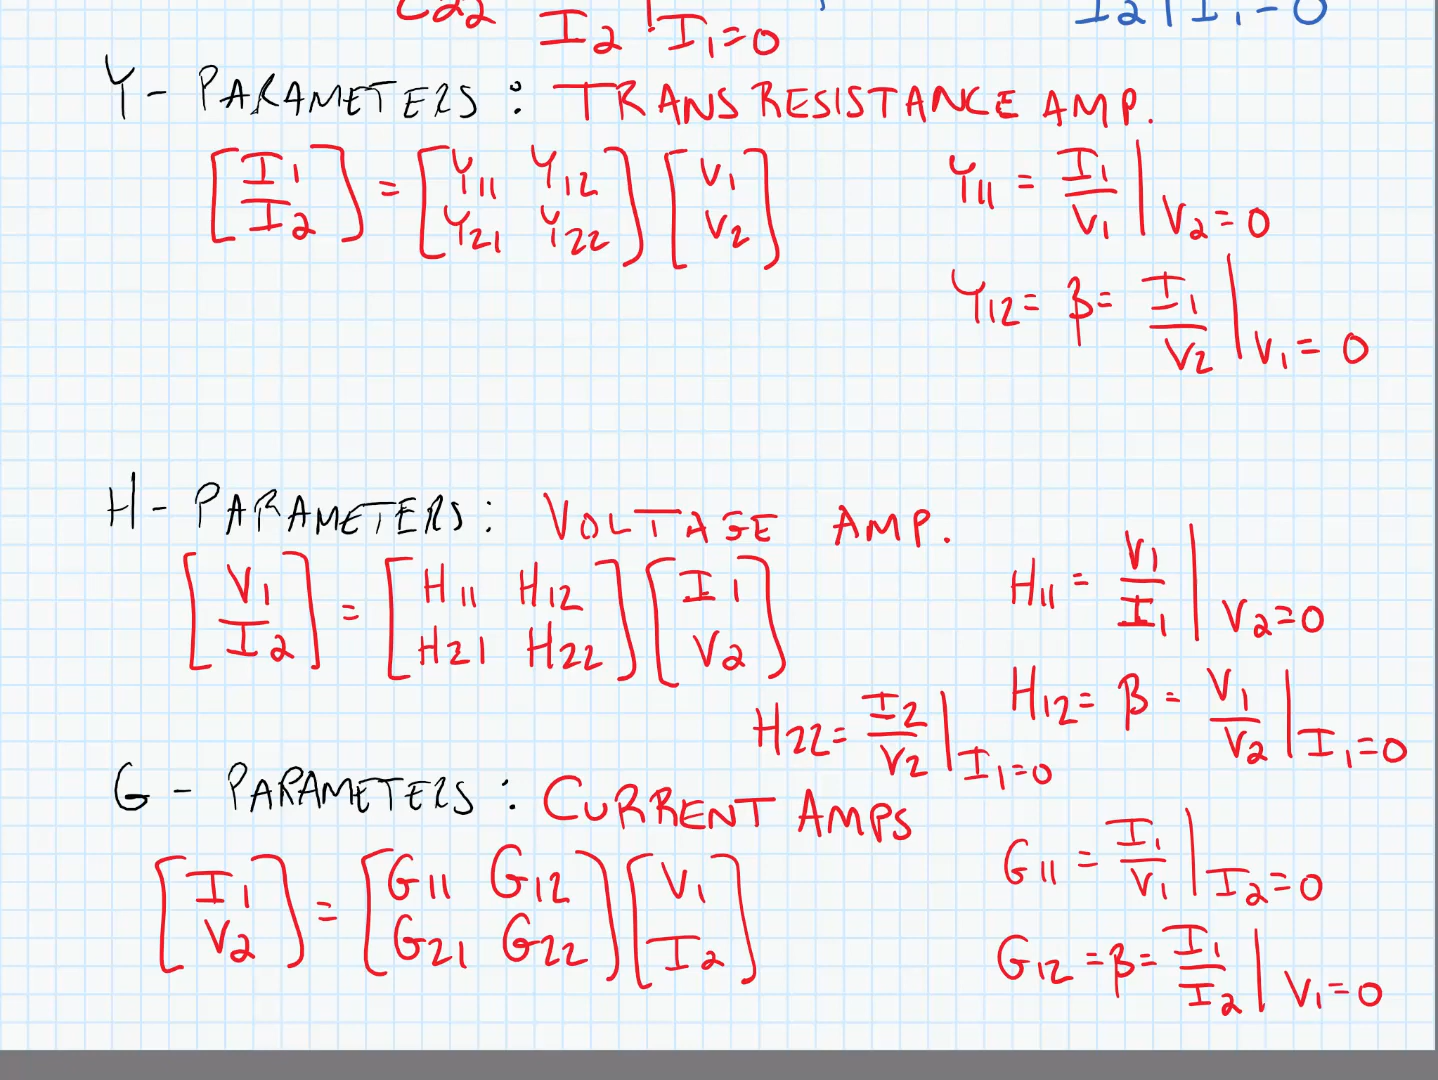 I2 | I1=0
I2 | I1=0
Y- PARAMETERS: TRANSRESISTANCE AMP.
[I1 I2] = [Y11 Y12 Y21 Y22] [V1 V2]
Y11 = I1/V1 | V2=0
Y12 = β = I1/V2 | V1=0
H- PARAMETERS: VOLTAGE AMP.
[V1 I2] = [H11 H12 H21 H22] [I1 V2]
H11 = V1/I1 | V2=0
H12 = β = V1/V2 | I1=0
H22 = I2/V2 | I1=0
G- PARAMETERS: CURRENT AMPS
[I1 V2] = [G11 G12 G21 G22] [V1 I2]
G11 = I1/V1 | I2=0
G12 = β = I1/I2 | V1=0